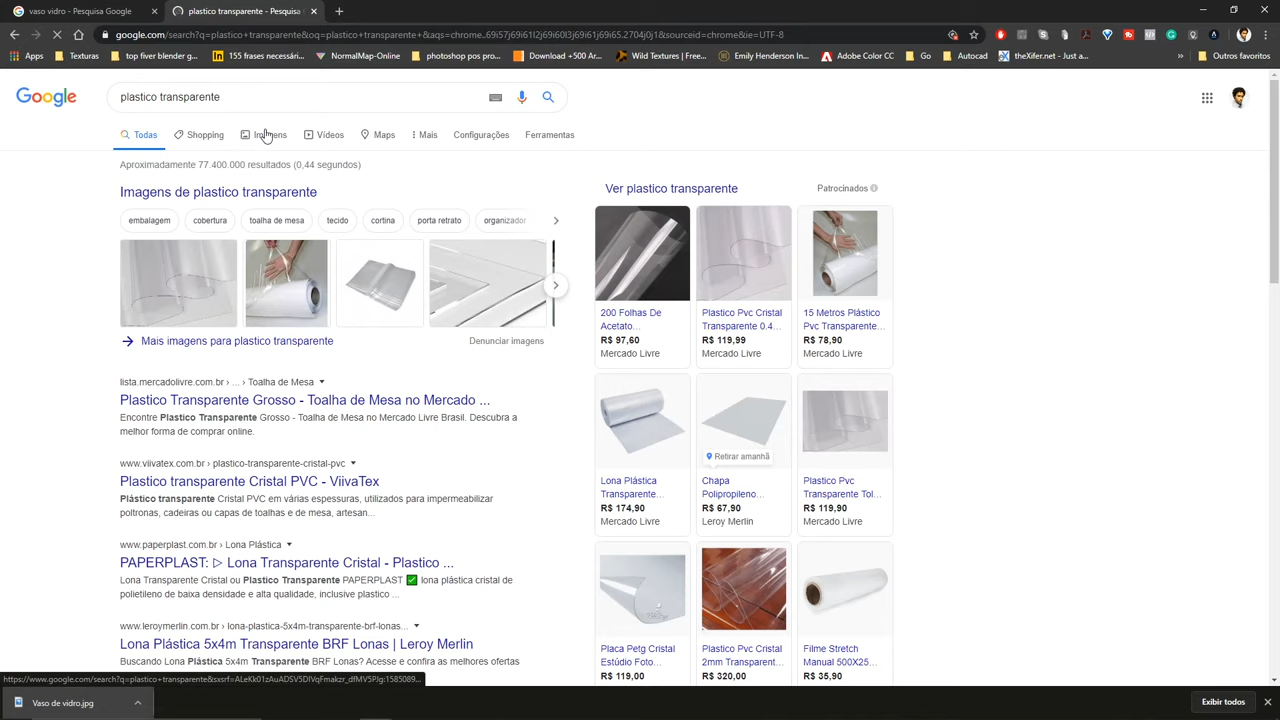 vaso vidro - Pesquisa Google
plastico transparente - Pesquisa
google.com/search?q=plastico+transparente&oq=plastico+transparente+&aqs=chrome..69i57j69i61l2j69i60l3j69i61j69i65.2704j0j1&sourceid=chrome&ie=UTF-8
Apps
Texturas
top fiver blender g...
155 frases necessári...
NormalMap-Online
photoshop pos pro...
Download +500 Ar...
Wild Textures | Free...
Emily Henderson In...
Adobe Color CC
Dutton
theXifer.net - Just a...
»
Outros favoritos
Google
plastico transparente
Todas
Shopping
Imagens
Vídeos
Maps
Mais
Configurações
Ferramentas
Aproximadamente 77.400.000 resultados (0,44 segundos)
Imagens de plastico transparente
embalagem
cobertura
toalha de mesa
tecido
cortina
porta retrato
organizador
Mais imagens para plastico transparente
Denunciar imagens
lista.mercadolivre.com.br › ... › Toalha de Mesa
Plastico Transparente Grosso - Toalha de Mesa no Mercado ...
Encontre Plastico Transparente Grosso - Toalha de Mesa no Mercado Livre Brasil. Descubra a
melhor forma de comprar online.
www.viivatex.com.br › plastico-transparente-cristal-pvc
Plastico transparente Cristal PVC - ViivaTex
Plástico transparente Cristal PVC em várias espessuras, utilizados para impermeabilizar
poltronas, cadeiras ou capas de toalhas e de mesa, artesan...
www.paperplast.com.br › Lona Plástica
PAPERPLAST: ▷ Lona Transparente Cristal - Plastico ...
Lona Transparente Cristal ou Plastico Transparente PAPERPLAST ✅ lona plástica cristal de
polietileno de baixa densidade e alta qualidade, inclusive plastico ...
www.leroymerlin.com.br › lona-plastica-5x4m-transparente-brf-lonas...
Lona Plástica 5x4m Transparente BRF Lonas | Leroy Merlin
Buscando Lona Plástica 5x4m Transparente BRF Lonas? Acesse e confira as melhores ofertas
Ver plastico transparente
Patrocinados
200 Folhas De
Acetato...
R$ 97,60
Mercado Livre
Plastico Pvc Cristal
Transparente 0.4...
R$ 119,99
Mercado Livre
15 Metros Plástico
Pvc Transparente...
R$ 78,90
Mercado Livre
Lona Plástica
Transparente...
R$ 174,90
Mercado Livre
Retirar amanhã
Chapa
Polipropileno...
R$ 67,90
Leroy Merlin
Plastico Pvc
Transparente Tol...
R$ 119,90
Mercado Livre
Placa Petg Cristal
Estúdio Foto...
R$ 119,00
Plastico Pvc Cristal
2mm Transparent...
R$ 320,00
Filme Stretch
Manual 500X25...
R$ 35,90
https://www.google.com/search?q=plastico+transparente&sxsrf=ALeKk01zAuADSV5DIVqFmakzr_dfMV5PJg:1585089...
Vaso de vidro.jpg
Exibir todos